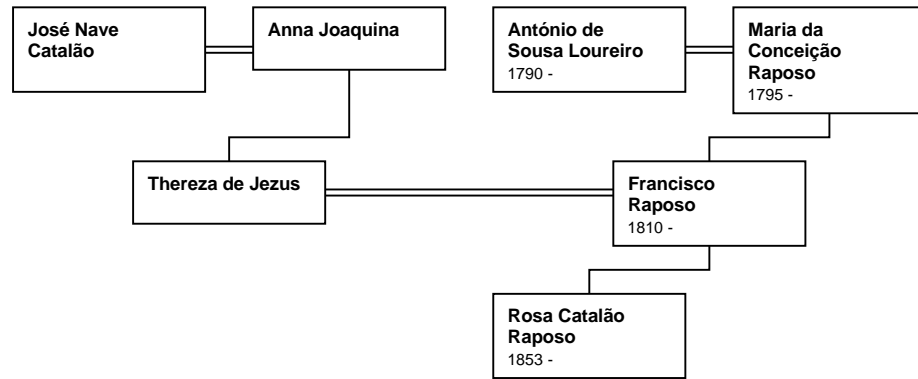 José Nave
Catalão
Anna Joaquina
António de
Sousa Loureiro
1790 -
Maria da
Conceição
Raposo
1795 -
Thereza de Jezus
Francisco
Raposo
1810 -
Rosa Catalão
Raposo
1853 -